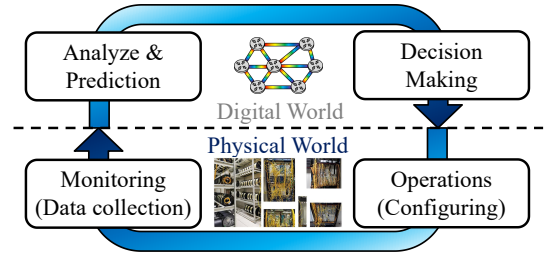 Analyze &
Prediction
Decision
Making
Digital World
Physical World
Monitoring
(Data collection)
Operations
(Configuring)